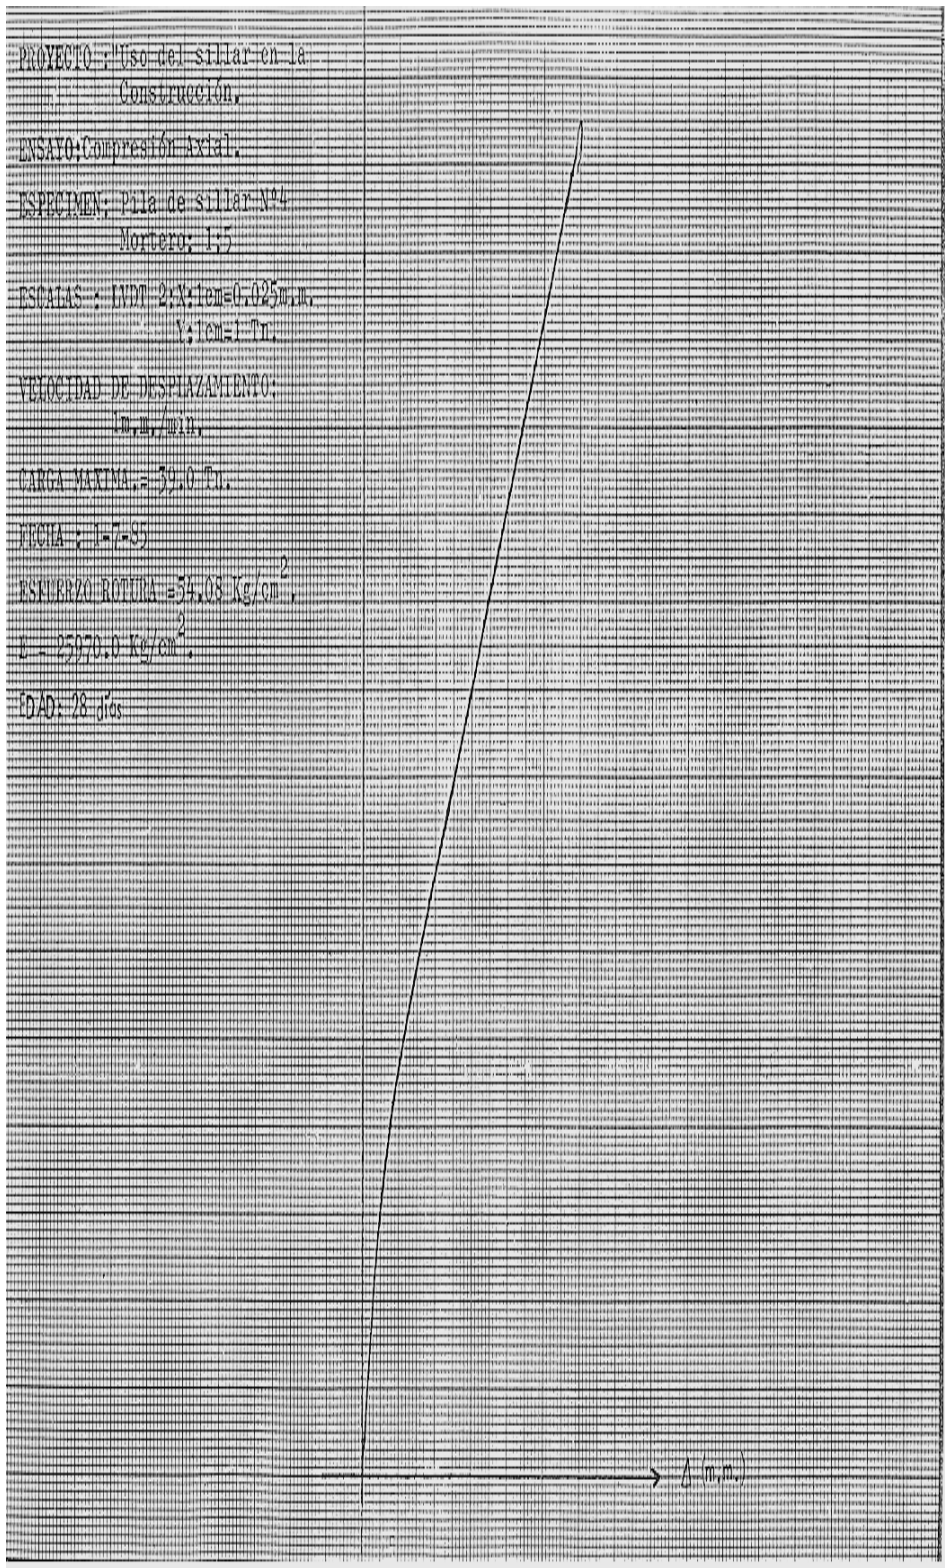 PROYECTO : "Uso del sillar en la
Construcción.
ENSAYO:Compresión Axial.
ESPECIMEN: Pila de sillar Nº4
Mortero: 1:5
ESCALAS : LVDT 2:X:1cm=0.025m.m.
Y:1cm=1 Tn.
VELOCIDAD DE DESPLAZAMIENTO:
1m.m./min.
CARGA MAXIMA.= 39.0 Tn.
FECHA : 1-7-85
ESFUERZO ROTURA =54.08 Kg/cm².
E = 25970.0 Kg/cm².
EDAD: 28 días
Δ (m.m.)